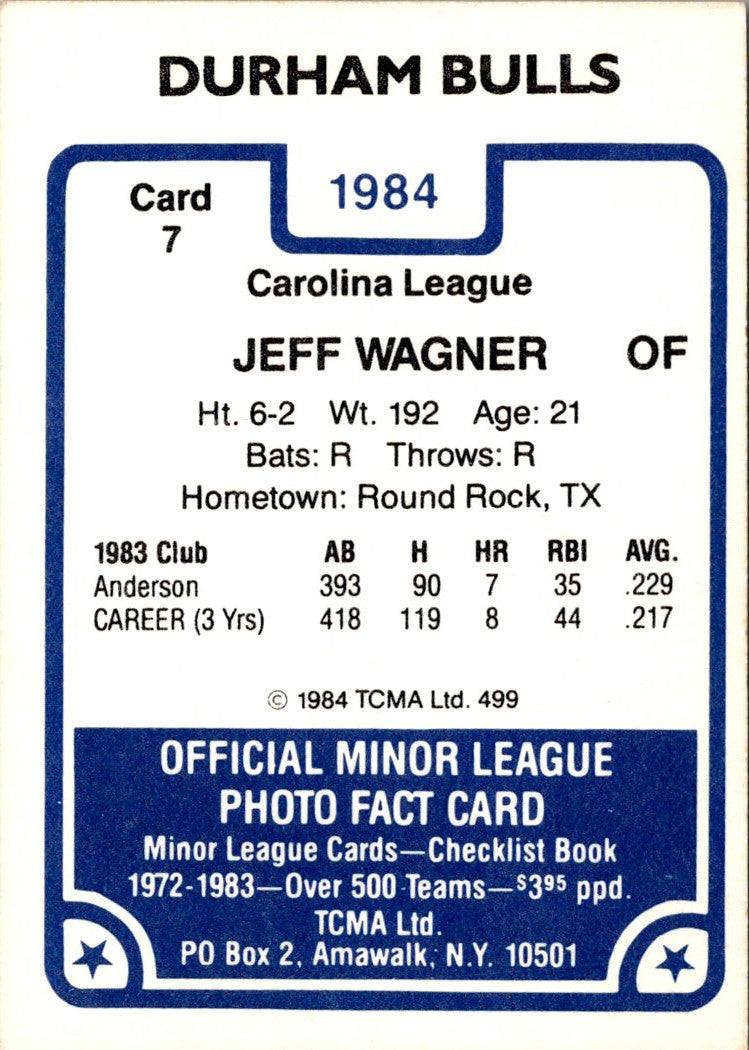 DURHAM BULLS
1984
Card
7
Carolina League
JEFF WAGNER OF
Ht. 6-2 Wt. 192 Age: 21
Bats: R Throws: R
Hometown: Round Rock, TX
1983 Club AB H HR RBI AVG.
Anderson 393 90 7 35 .229
CAREER (3 Yrs) 418 119 8 44 .217
© 1984 TCMA Ltd. 499
OFFICIAL MINOR LEAGUE
PHOTO FACT CARD
Minor League Cards—Checklist Book
1972-1983—Over 500 Teams—$3⁹⁵ ppd.
TCMA Ltd.
PO Box 2, Amawalk, N.Y. 10501